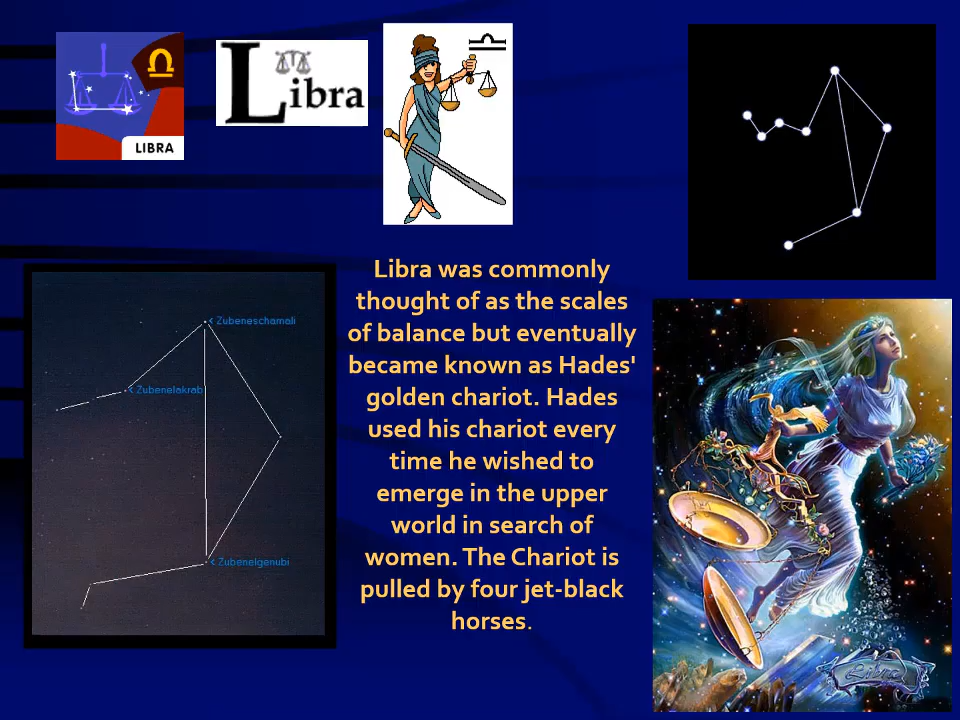 LIBRA
Libra
Libra was commonly
thought of as the scales
of balance but eventually
became known as Hades'
golden chariot. Hades
used his chariot every
time he wished to
emerge in the upper
world in search of
women. The Chariot is
pulled by four jet-black
horses.
< Zubeneschamali
< Zubenelakrab
< Zubenelgenubi
Libra